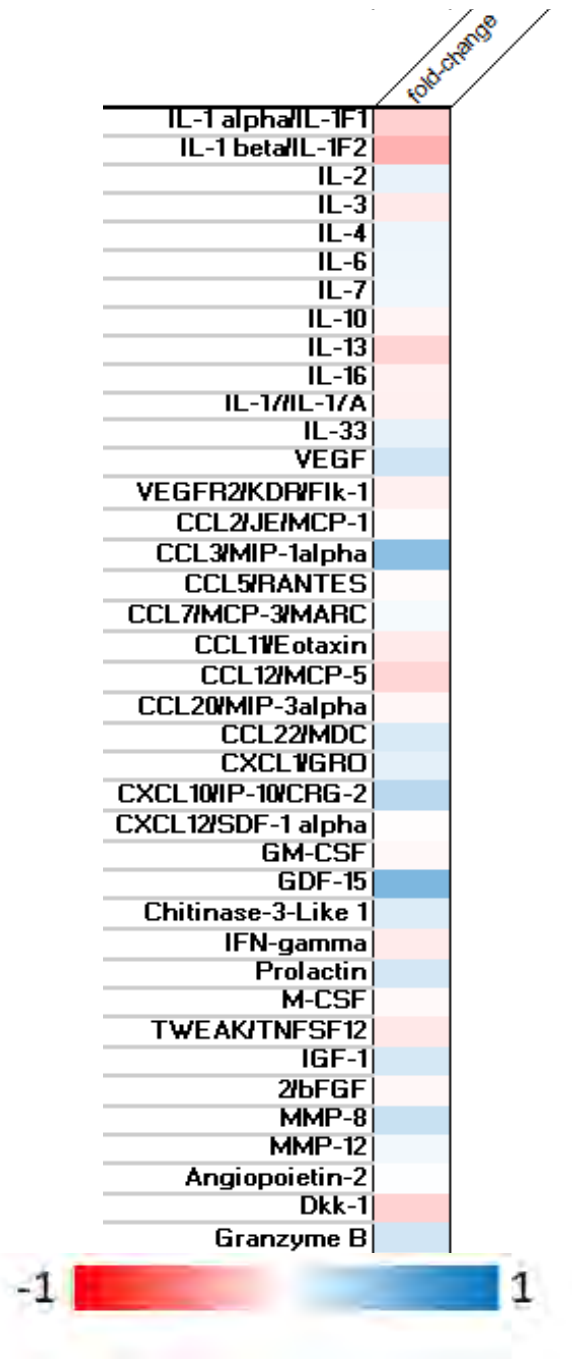 fold-change
IL-1 alpha/IL-1F1
IL-1 beta/IL-1F2
IL-2
IL-3
IL-4
IL-6
IL-7
IL-10
IL-13
IL-16
IL-17/IL-17A
IL-33
VEGF
VEGFR2/KDR/Flk-1
CCL2/JE/MCP-1
CCL3/MIP-1alpha
CCL5/RANTES
CCL7/MCP-3/MARC
CCL11/Eotaxin
CCL12/MCP-5
CCL20/MIP-3alpha
CCL22/MDC
CXCL1/GRO
CXCL10/IP-10/CRG-2
CXCL12/SDF-1 alpha
GM-CSF
GDF-15
Chitinase-3-Like 1
IFN-gamma
Prolactin
M-CSF
TWEAK/TNFSF12
IGF-1
2/bFGF
MMP-8
MMP-12
Angiopoietin-2
Dkk-1
Granzyme B
-1 1